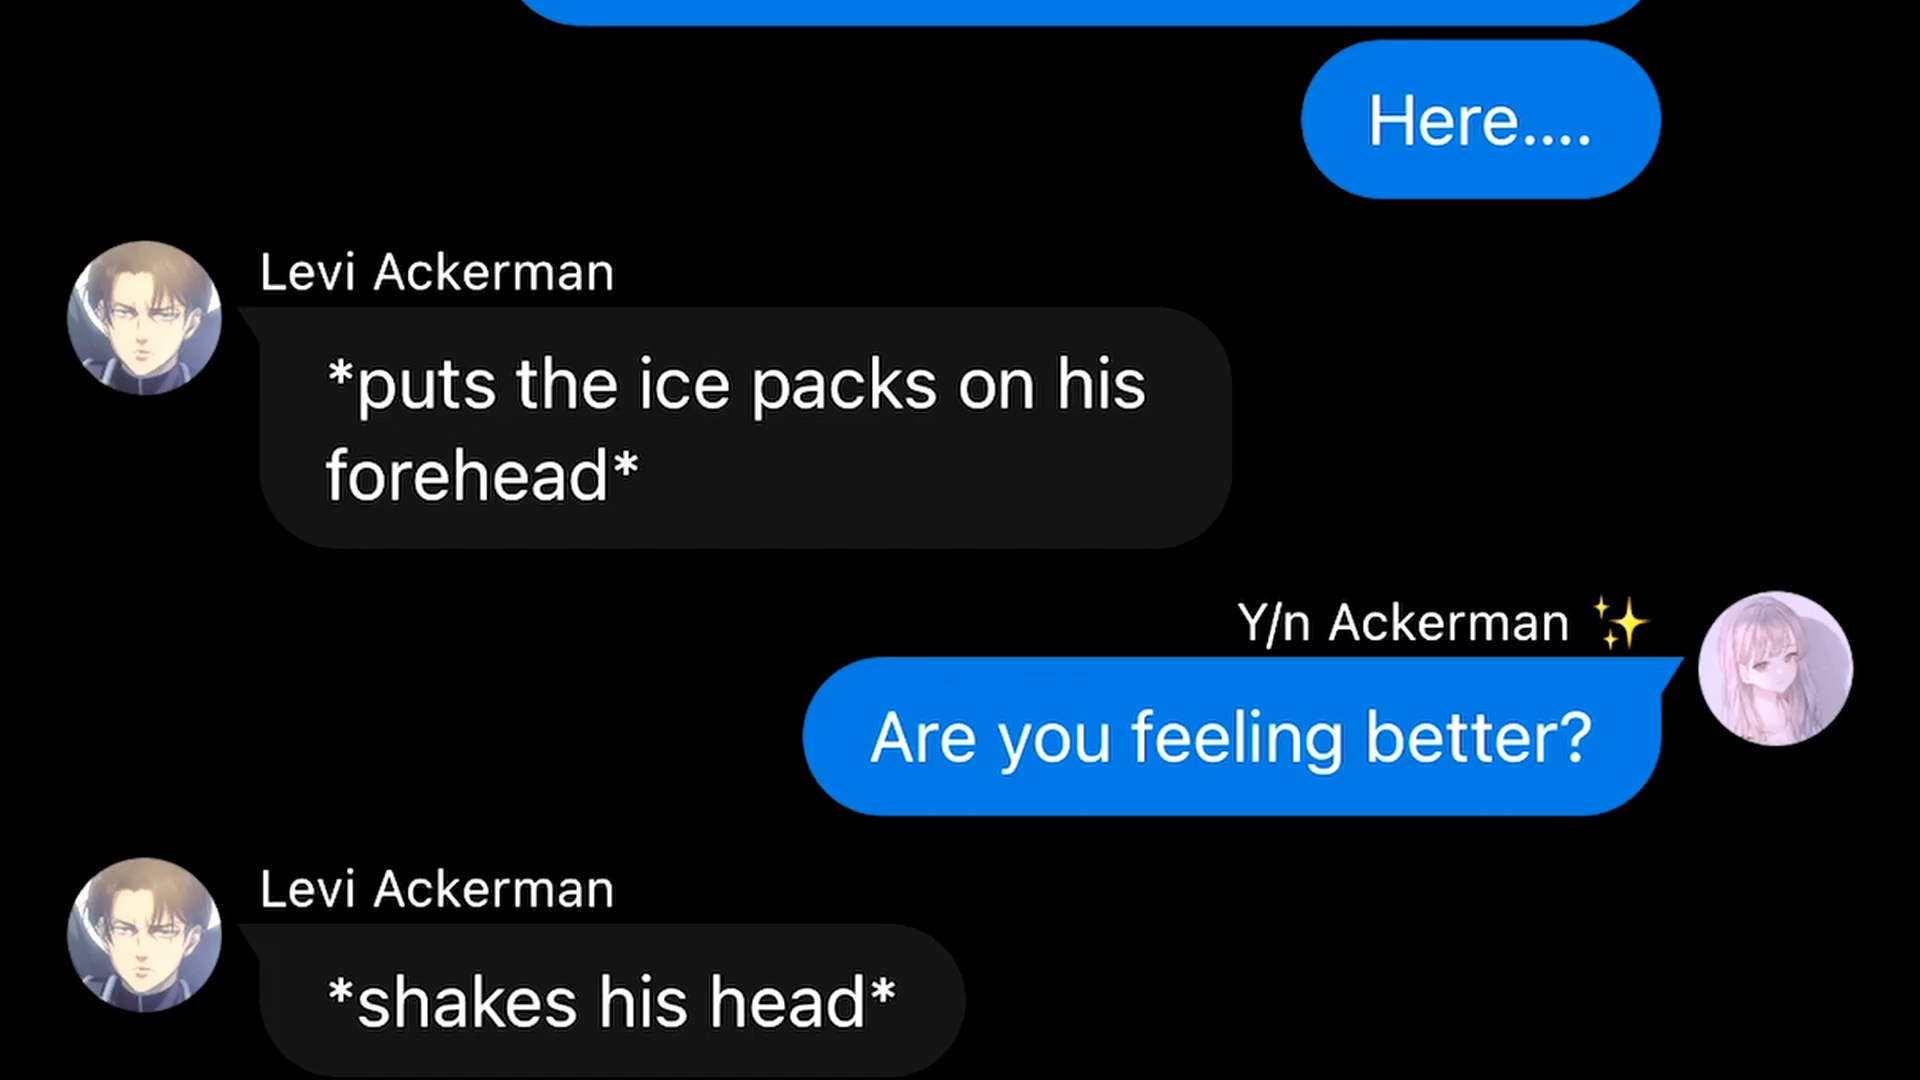 Here....
Levi Ackerman
*puts the ice packs on his
forehead*
Y/n Ackerman ✨
Are you feeling better?
Levi Ackerman
*shakes his head*